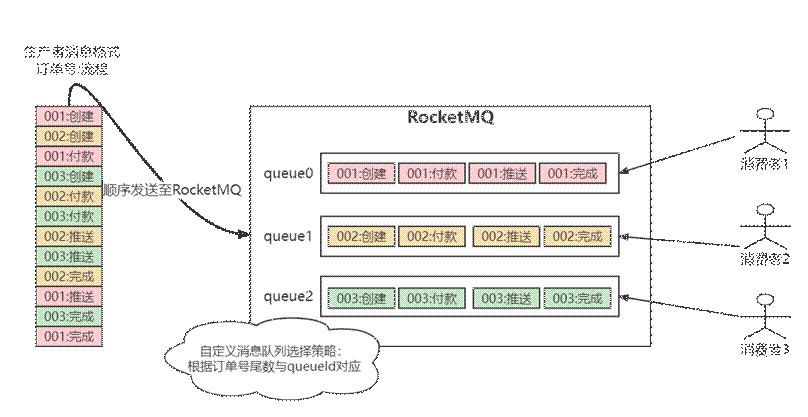 生产者消息格式
订单号:流程
001:创建
002:创建
001:付款
003:创建
002:付款
003:付款
002:推送
003:推送
002:完成
001:推送
003:完成
001:完成
顺序发送至RocketMQ
RocketMQ
queue0
001:创建
001:付款
001:推送
001:完成
queue1
002:创建
002:付款
002:推送
002:完成
queue2
003:创建
003:付款
003:推送
003:完成
消费者1
消费者2
消费者3
自定义消息队列选择策略：
根据订单号尾数与queueId对应